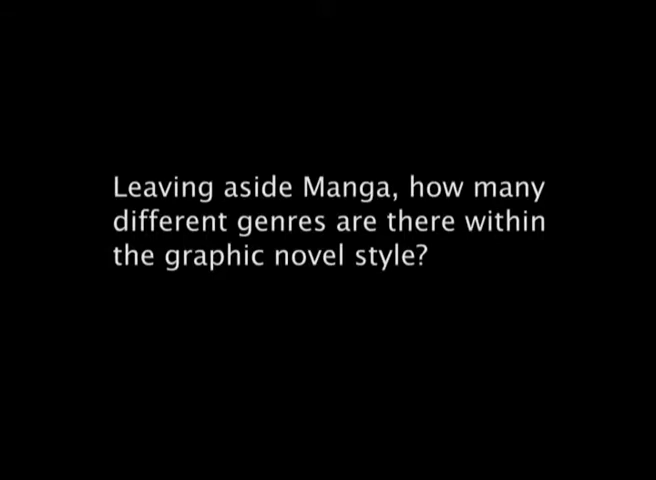 Leaving aside Manga, how many
different genres are there within
the graphic novel style?